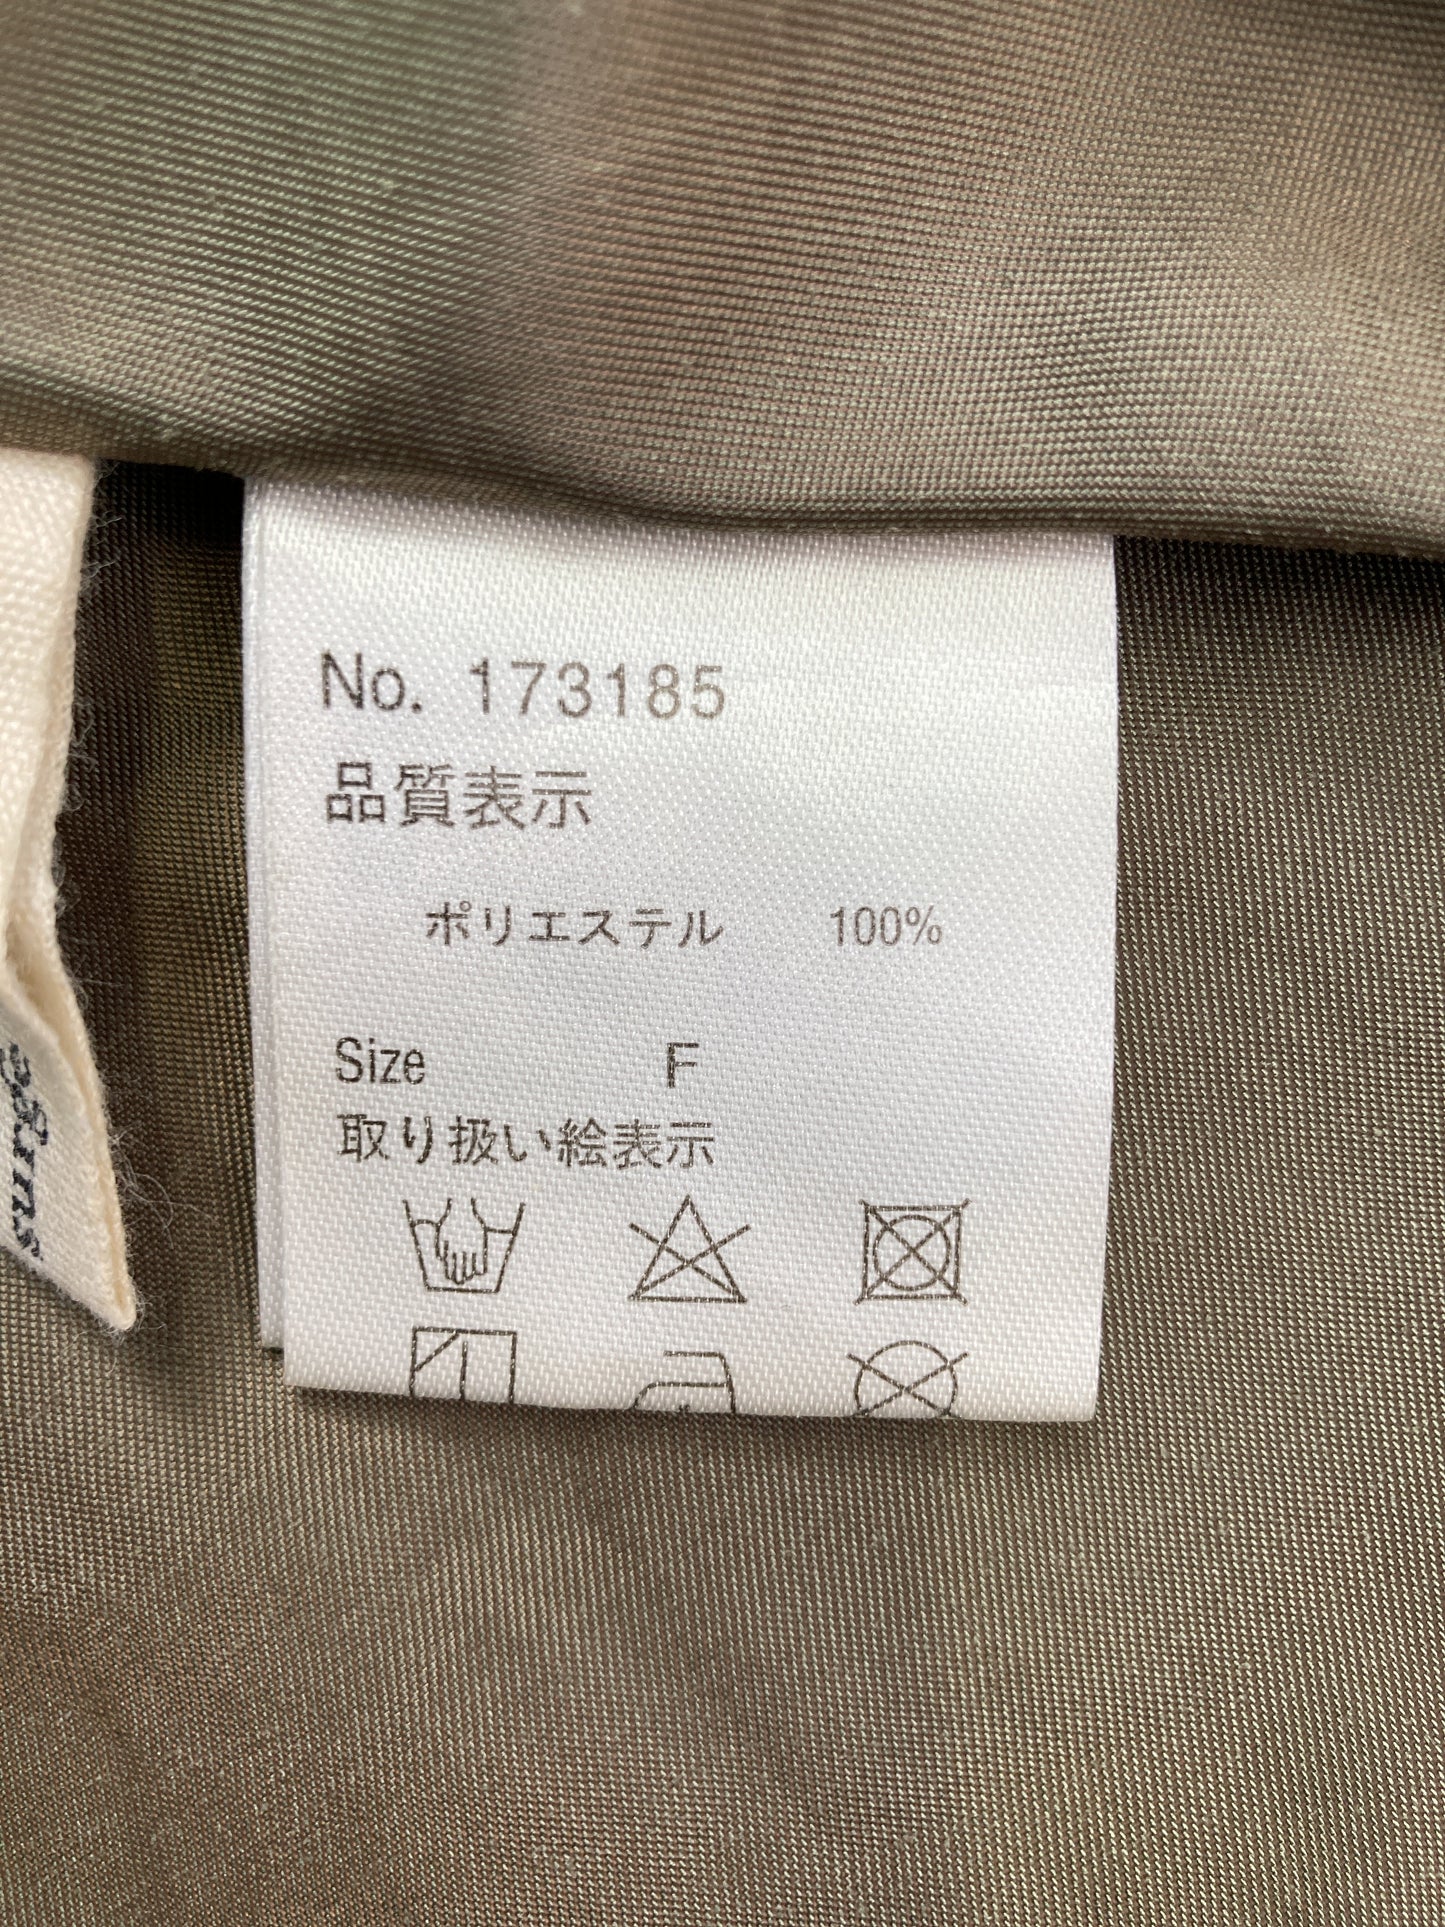 No. 173185
品質表示
ポリエステル 100%
Size F
取り扱い絵表示